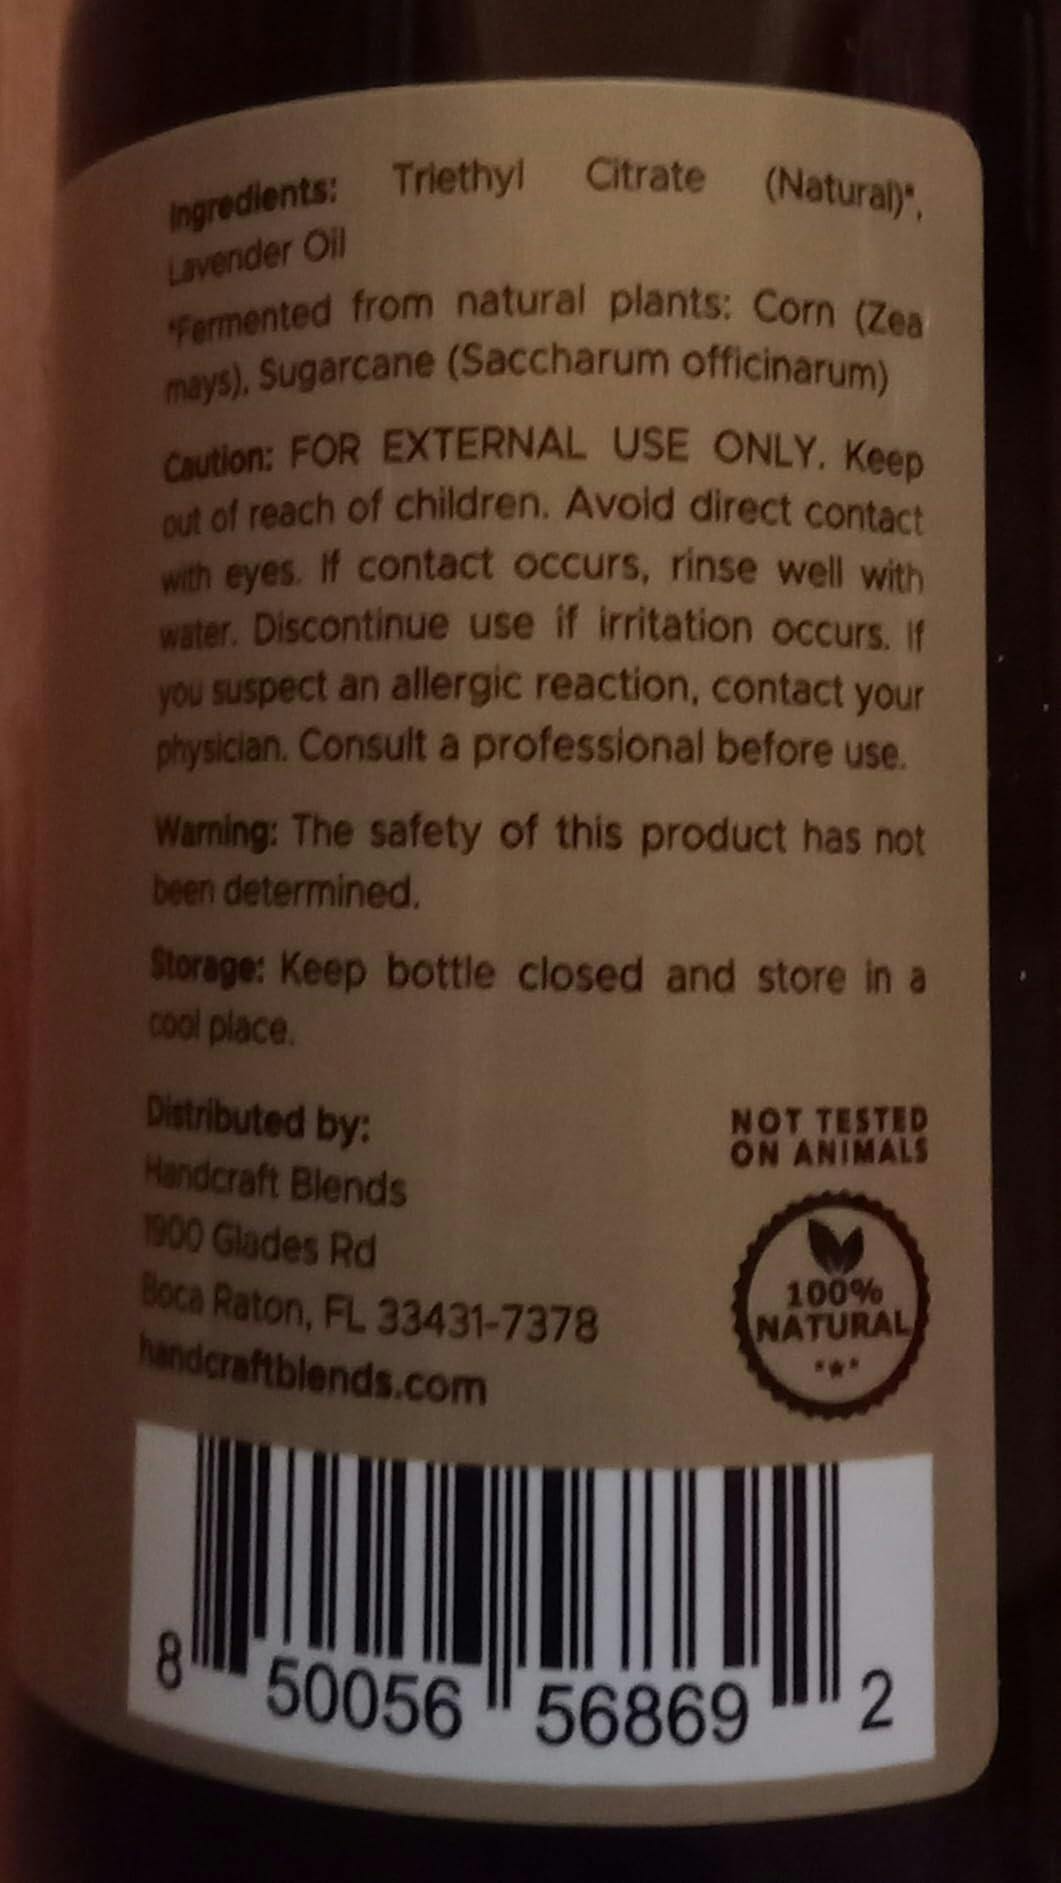 Ingredients: Triethyl Citrate (Natural)*,
Lavender Oil
*Fermented from natural plants: Corn (Zea
mays), Sugarcane (Saccharum officinarum)
Caution: FOR EXTERNAL USE ONLY. Keep
out of reach of children. Avoid direct contact
with eyes. If contact occurs, rinse well with
water. Discontinue use if irritation occurs. If
you suspect an allergic reaction, contact your
physician. Consult a professional before use.
Warning: The safety of this product has not
been determined.
Storage: Keep bottle closed and store in a
cool place.
Distributed by:
Handcraft Blends
1900 Glades Rd
Boca Raton, FL 33431-7378
handcraftblends.com
NOT TESTED
ON ANIMALS
100%
NATURAL
8 50056 56869 2